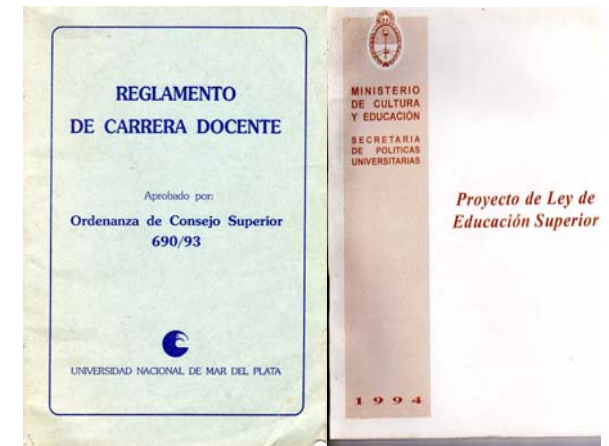 REGLAMENTO
DE CARRERA DOCENTE
Aprobado por:
Ordenanza de Consejo Superior
690/93
UNIVERSIDAD NACIONAL DE MAR DEL PLATA
MINISTERIO
DE CULTURA
Y EDUCACIÓN
SECRETARIA
DE POLITICAS
UNIVERSITARIAS
Proyecto de Ley de
Educación Superior
1994